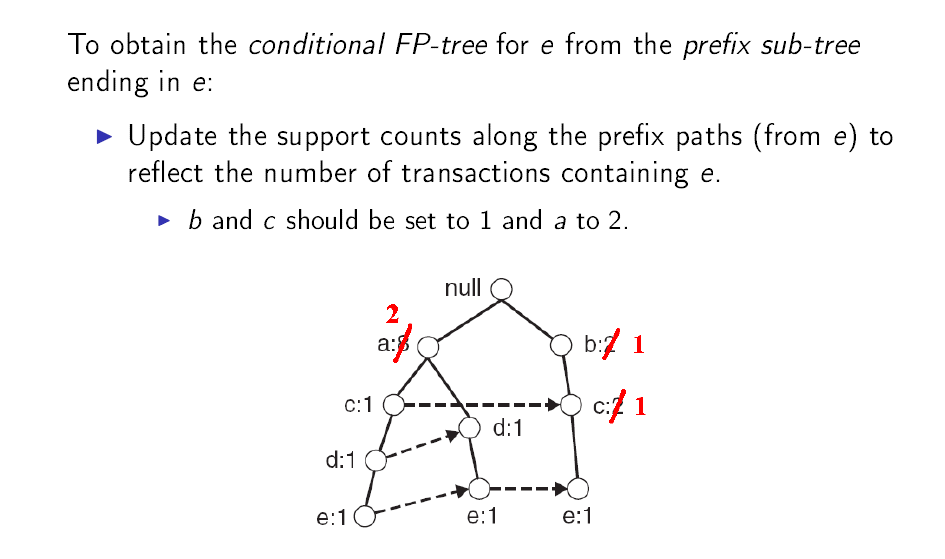 To obtain the conditional FP-tree for e from the prefix sub-tree
ending in e:
► Update the support counts along the prefix paths (from e) to
reflect the number of transactions containing e.
► b and c should be set to 1 and a to 2.
null
2
a:8
b:2 1
c:1
c:2 1
d:1
d:1
e:1
e:1
e:1